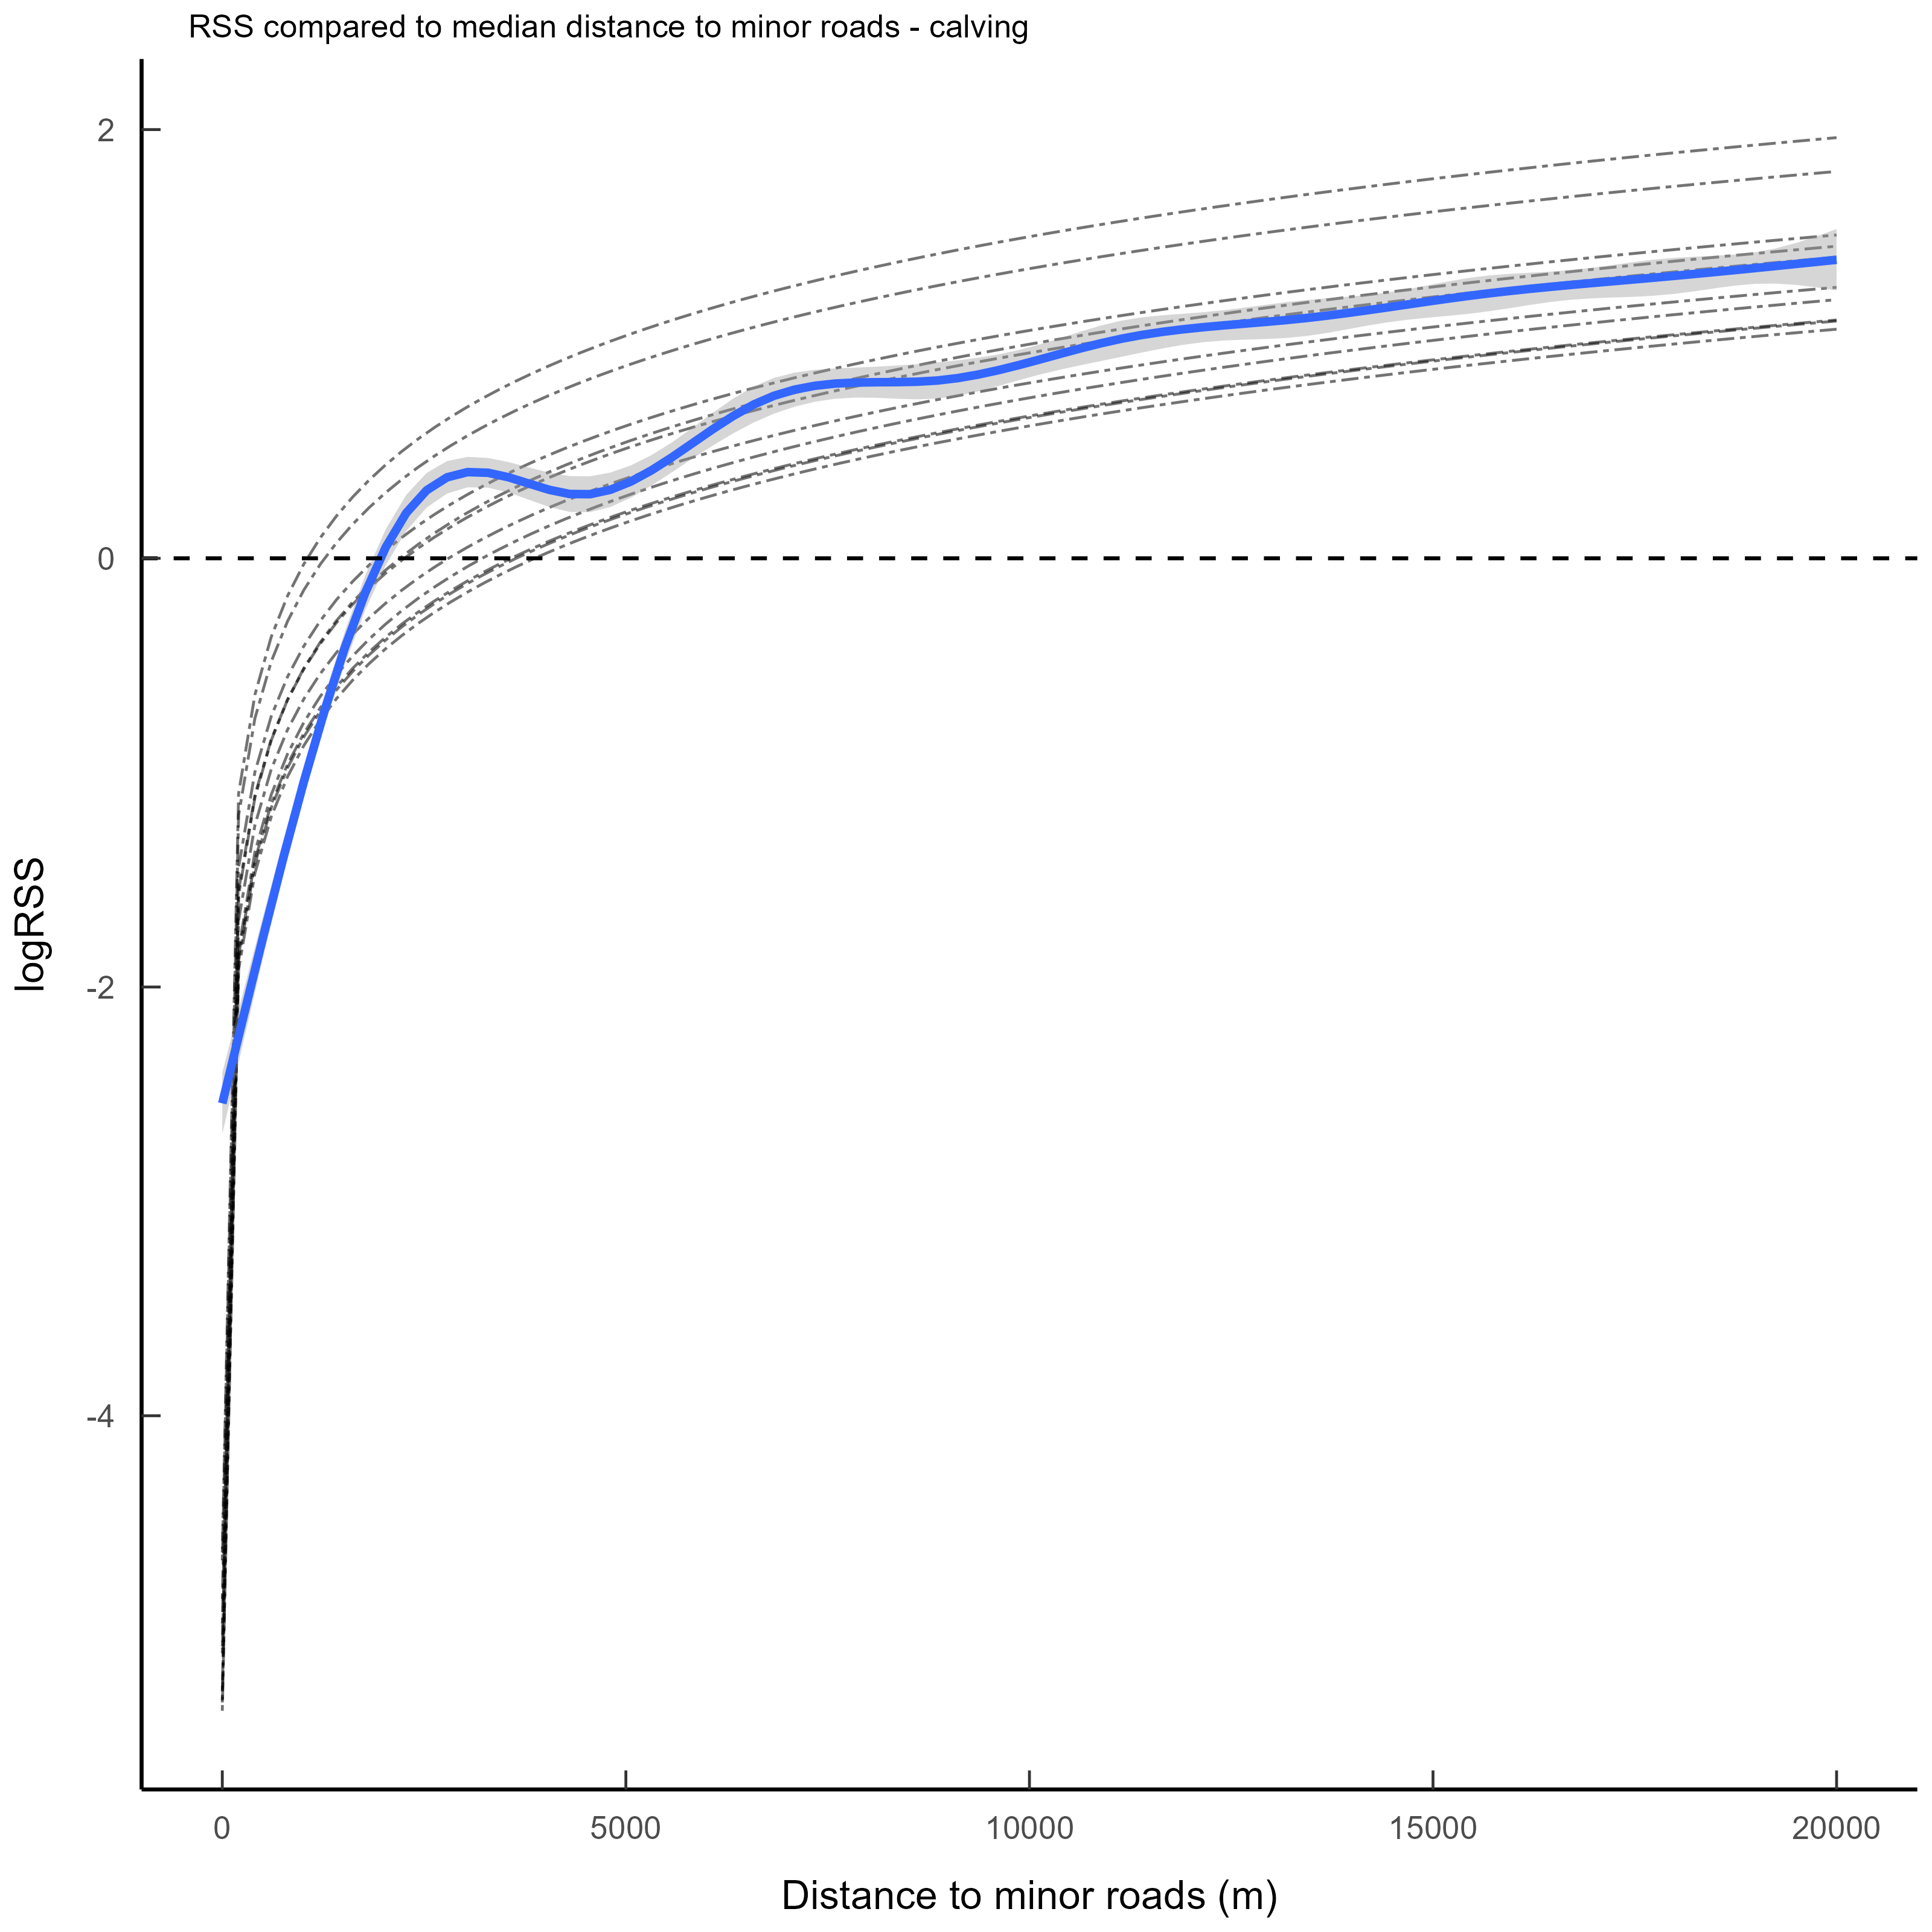 RSS compared to median distance to minor roads - calving
2
0
-2
-4
logRSS
0 5000 10000 15000 20000
Distance to minor roads (m)